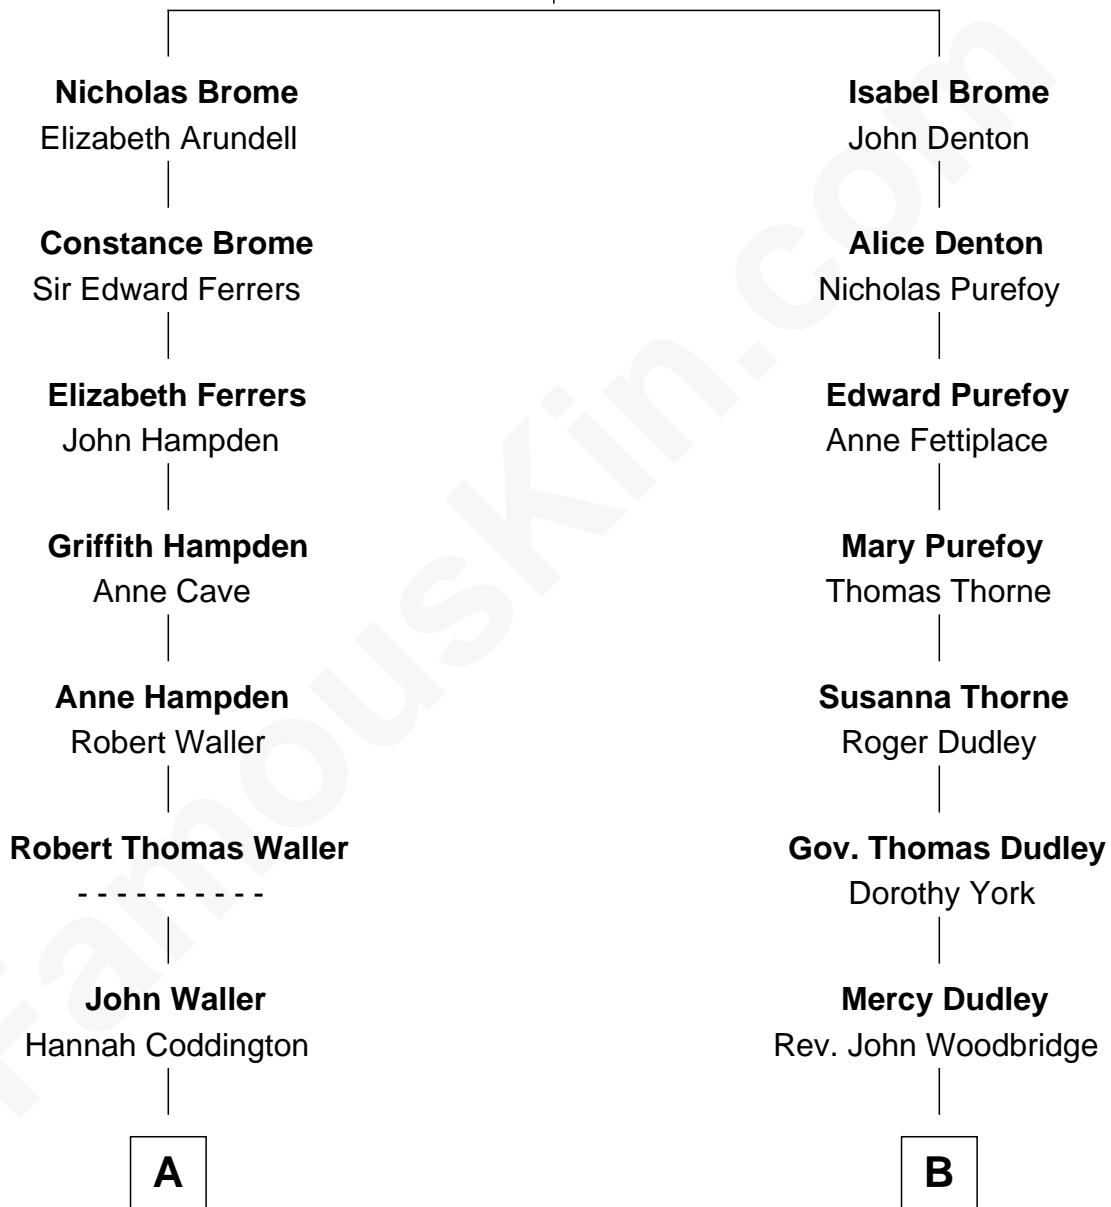 Nicholas Brome
Elizabeth Arundell
Constance Brome
Sir Edward Ferrers
Elizabeth Ferrers
John Hampden
Griffith Hampden
Anne Cave
Anne Hampden
Robert Waller
Robert Thomas Waller
- - - - - - - - - -
John Waller
Hannah Coddington
A
Isabel Brome
John Denton
Alice Denton
Nicholas Purefoy
Edward Purefoy
Anne Fettiplace
Mary Purefoy
Thomas Thorne
Susanna Thorne
Roger Dudley
Gov. Thomas Dudley
Dorothy York
Mercy Dudley
Rev. John Woodbridge
B
FamousKin.com